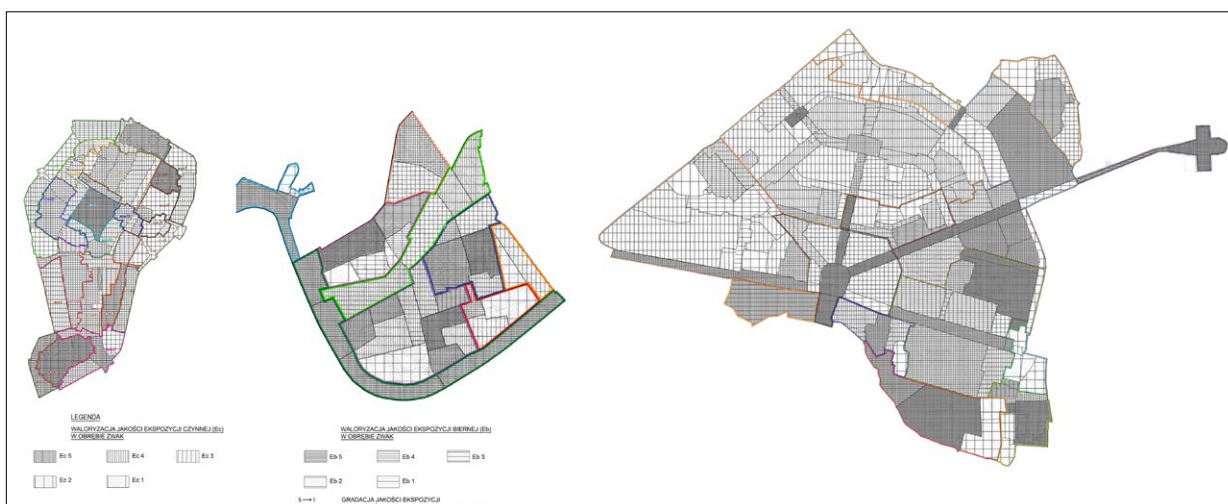 LEGENDA
WALORYZACJA JAKOŚCI EKSPOZYCJI CZYNNEJ (Ec)
W OBRĘBIE ZWAK
Ec 5 Ec 4 Ec 3
Ec 2 Ec 1
WALORYZACJA JAKOŚCI EKSPOZYCJI BIERNEJ (Eb)
W OBRĘBIE ZWAK
Eb 5 Eb 4 Eb 3
Eb 2 Eb 1
5 → 1 GRADACJA JAKOŚCI EKSPOZYCJI